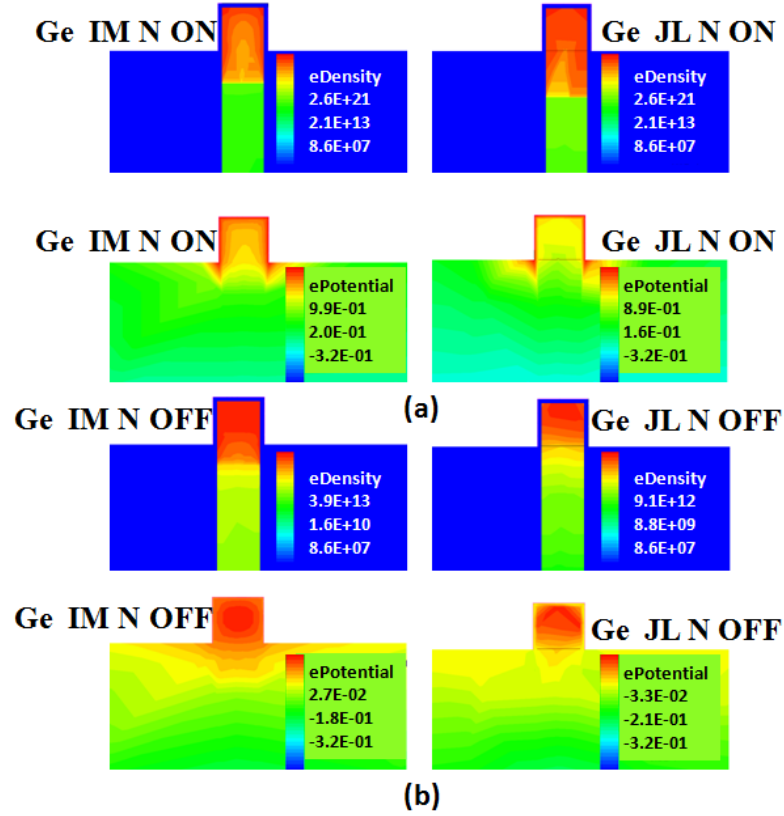 Ge IM N ON
eDensity
2.6E+21
2.1E+13
8.6E+07
Ge JL N ON
eDensity
2.6E+21
2.1E+13
8.6E+07
Ge IM N ON
ePotential
9.9E-01
2.0E-01
-3.2E-01
Ge JL N ON
ePotential
8.9E-01
1.6E-01
-3.2E-01
(a)
Ge IM N OFF
eDensity
3.9E+13
1.6E+10
8.6E+07
Ge JL N OFF
eDensity
9.1E+12
8.8E+09
8.6E+07
Ge IM N OFF
ePotential
2.7E-02
-1.8E-01
-3.2E-01
Ge JL N OFF
ePotential
-3.3E-02
-2.1E-01
-3.2E-01
(b)